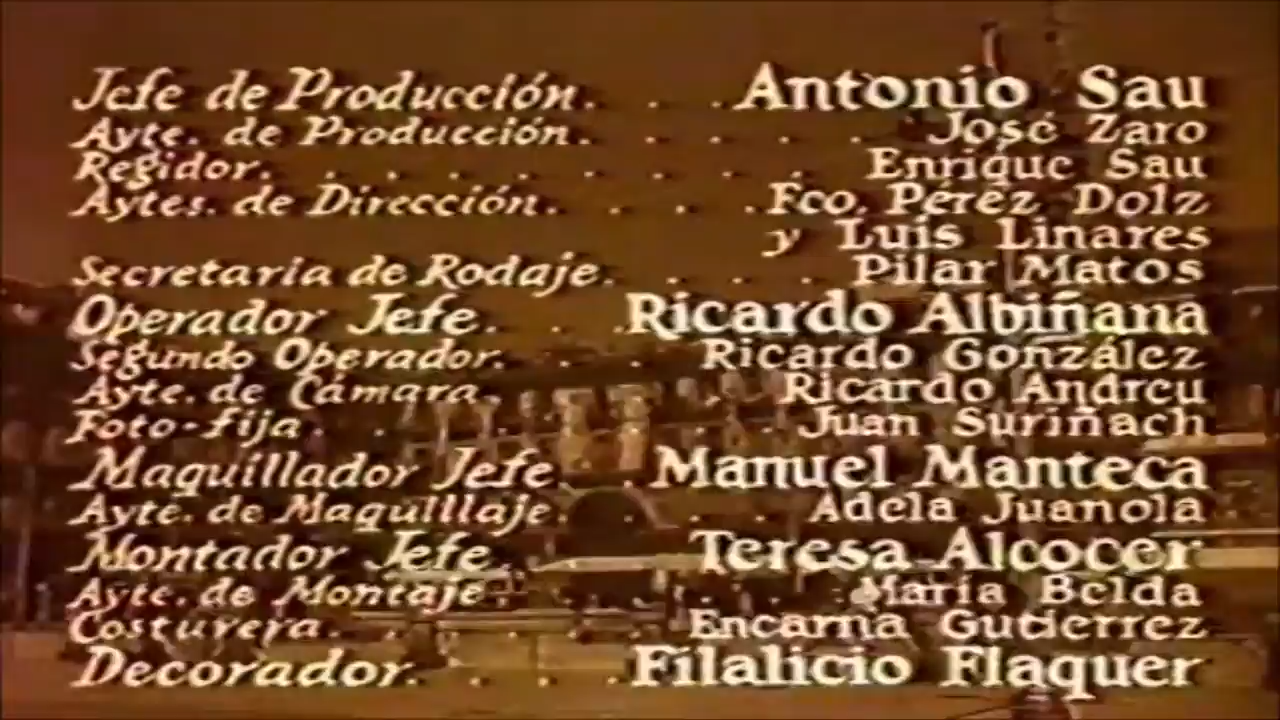 Jefe de Producción. . . Antonio Sau
Ayte. de Producción. . . . . José Zaro
Regidor. . . . . . . . . Enrique Sau
Aytes. de Dirección. . . . Fco. Pérez Dolz
y Luis Linares
Secretaria de Rodaje. . . . Pilar Matos
Operador Jefe. . . Ricardo Albiñana
Segundo Operador. . . . Ricardo González
Ayte. de Cámara. . . . . Ricardo Andreu
Foto-fija . . . . . . . . Juan Suriñach
Maquillador Jefe. . Manuel Manteca
Ayte. de Maquillaje. . . . Adela Juanola
Montador Jefe. . . Teresa Alcocer
Ayte. de Montaje. . . . . . Maria Belda
Costurera. . . . . . Encarna Gutierrez
Decorador. . . . Filalicio Flaquer